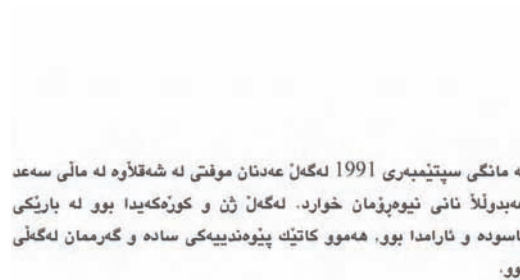 ه مانگی سیپتێمبەری 1991 لەگەڵ عەدنان موفتی لە شەقڵاوە لە ماڵی سەعد
ەبدوڵڵا نانی نیوەڕۆمان خوارد. لەگەڵ ژن و کوڕەکەیدا بوو لە بارێکی
اسودە و ئارامدا بوو، هەموو کاتێک پێوەندییەکی سادە و گەرممان لەگەڵی
وو.